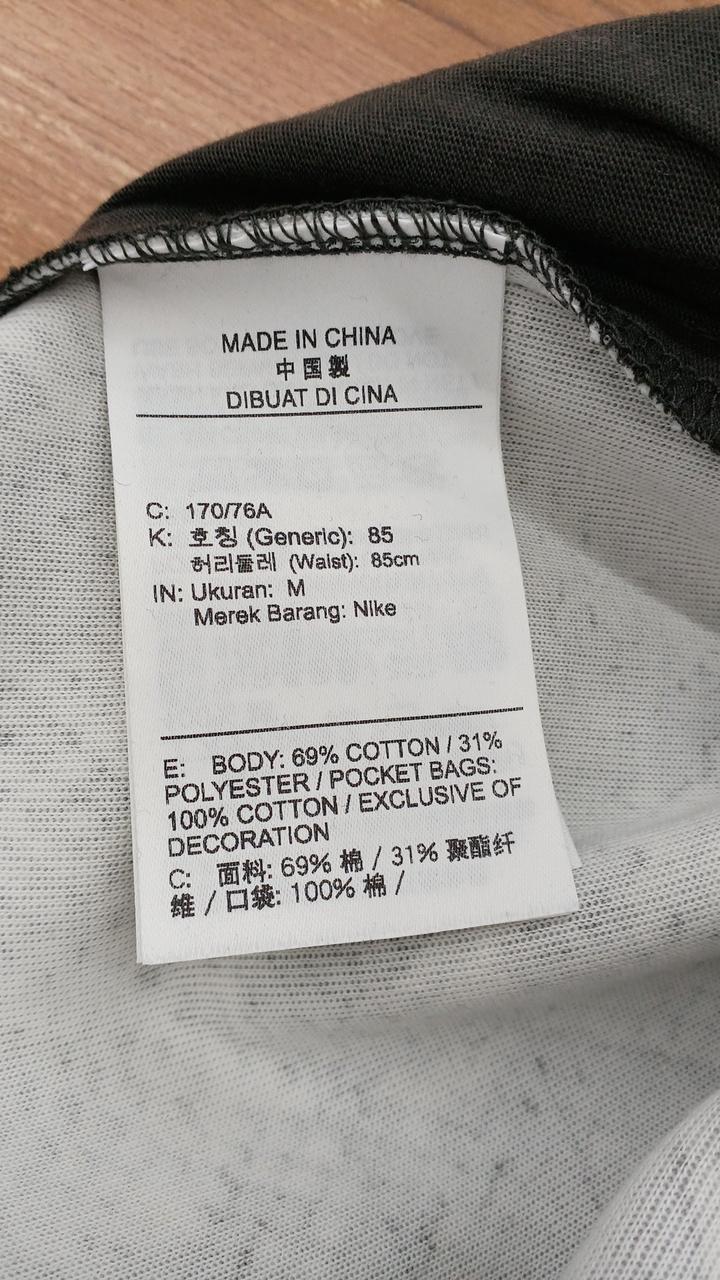 MADE IN CHINA
中国製
DIBUAT DI CINA
C: 170/76A
K: 호칭 (Generic): 85
허리둘레 (Waist): 85cm
IN: Ukuran: M
Merek Barang: Nike
E: BODY: 69% COTTON / 31%
POLYESTER / POCKET BAGS:
100% COTTON / EXCLUSIVE OF
DECORATION
C: 面料: 69% 棉 / 31% 聚酯纤
维 / 口袋: 100% 棉 /